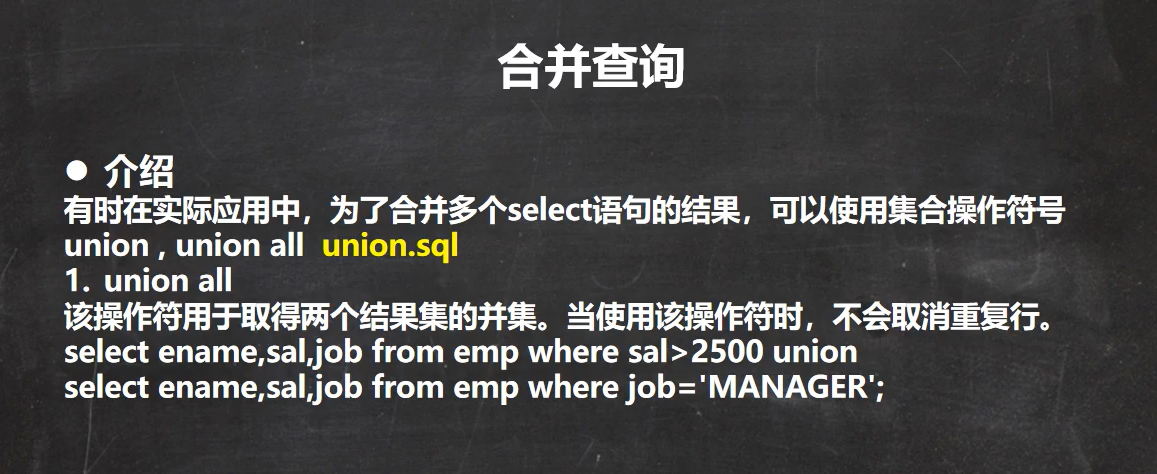 合并查询
● 介绍
有时在实际应用中，为了合并多个select语句的结果，可以使用集合操作符号
union , union all union.sql
1. union all
该操作符用于取得两个结果集的并集。当使用该操作符时，不会取消重复行。
select ename,sal,job from emp where sal>2500 union
select ename,sal,job from emp where job='MANAGER';